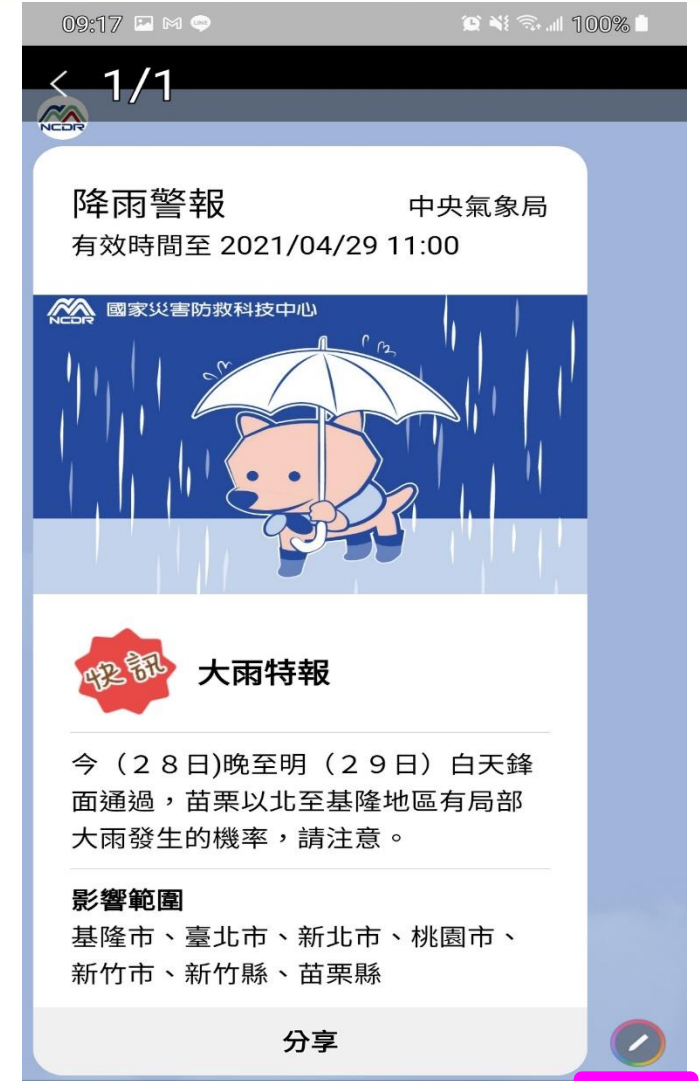 09:17 LINE 100%
1/1
NCDR
降雨警報 中央氣象局
有效時間至 2021/04/29 11:00
NCDR 國家災害防救科技中心
快訊 大雨特報
今（２８日)晚至明（２９日）白天鋒
面通過，苗栗以北至基隆地區有局部
大雨發生的機率，請注意。
影響範圍
基隆市、臺北市、新北市、桃園市、
新竹市、新竹縣、苗栗縣
分享